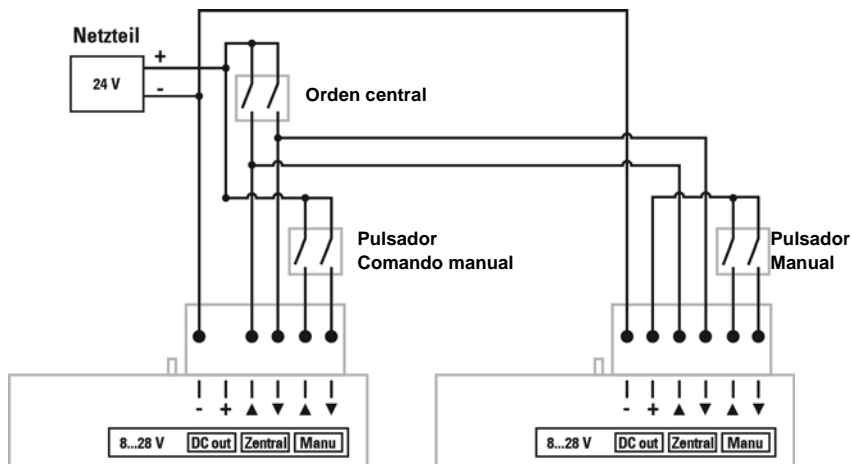 Netzteil
+
24 V
-
Orden central
Pulsador
Comando manual
Pulsador
Manual
- + ▲ ▼ ▲ ▼
8...28 V DC out Zentral Manu
- + ▲ ▼ ▲ ▼
8...28 V DC out Zentral Manu